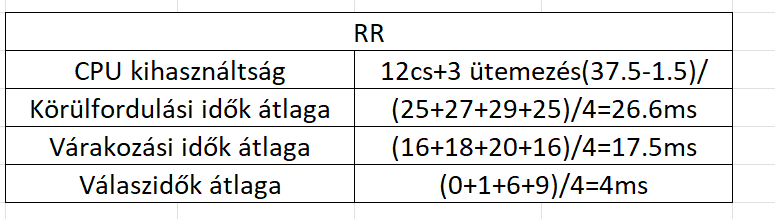 RR
CPU kihasználtság 12cs+3 ütemezés(37.5-1.5)/
Körülfordulási idők átlaga (25+27+29+25)/4=26.6ms
Várakozási idők átlaga (16+18+20+16)/4=17.5ms
Válaszidők átlaga (0+1+6+9)/4=4ms